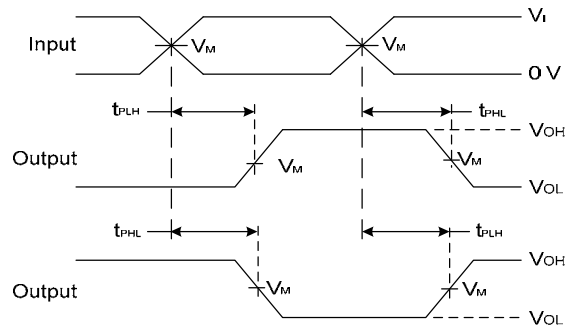 VI
Input VM VM
0 V
tPLH tPHL
VOH
Output VM VM
VOL
tPHL tPLH
VOH
Output VM VM
VOL